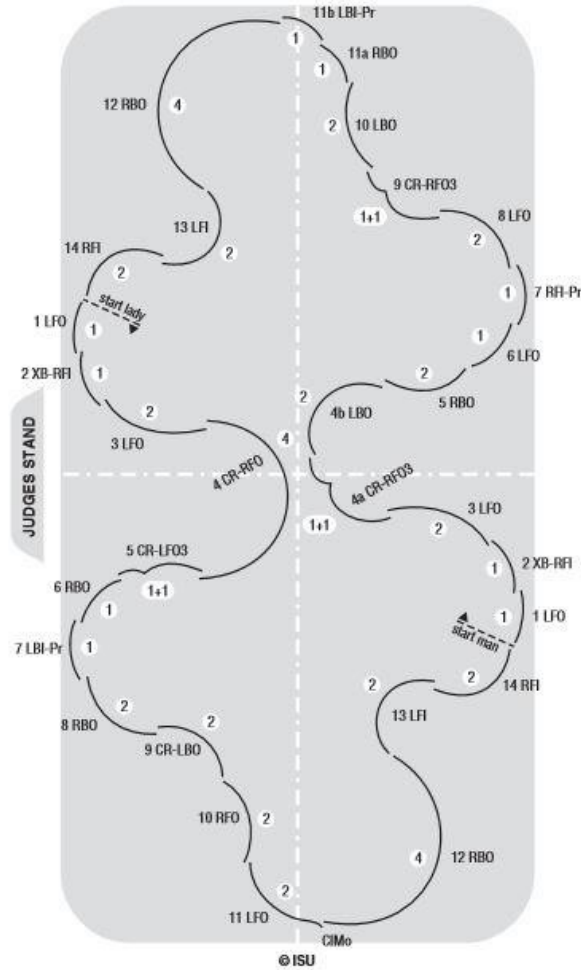 11b LBI-Pr
1
11a RBO
1
12 RBO
4
2
10 LBO
9 CR-RFO3
1+1
8 LFO
13 LFI
2
2
14 RFI
2
start lady
1
7 RFI-Pr
1 LFO
1
1
6 LFO
2 XB-RFI
1
2
5 RBO
2
2
4b LBO
3 LFO
4
4 CR-RFO
JUDGES STAND
4a CR-RFO3
3 LFO
1+1
2
5 CR-LFO3
1
2 XB-RFI
6 RBO
1+1
1
1
1 LFO
start man
7 LBI-Pr
1
2
2
14 RFI
2
2
13 LFI
8 RBO
9 CR-LBO
10 RFO
2
4
12 RBO
2
11 LFO
ClMo
© ISU